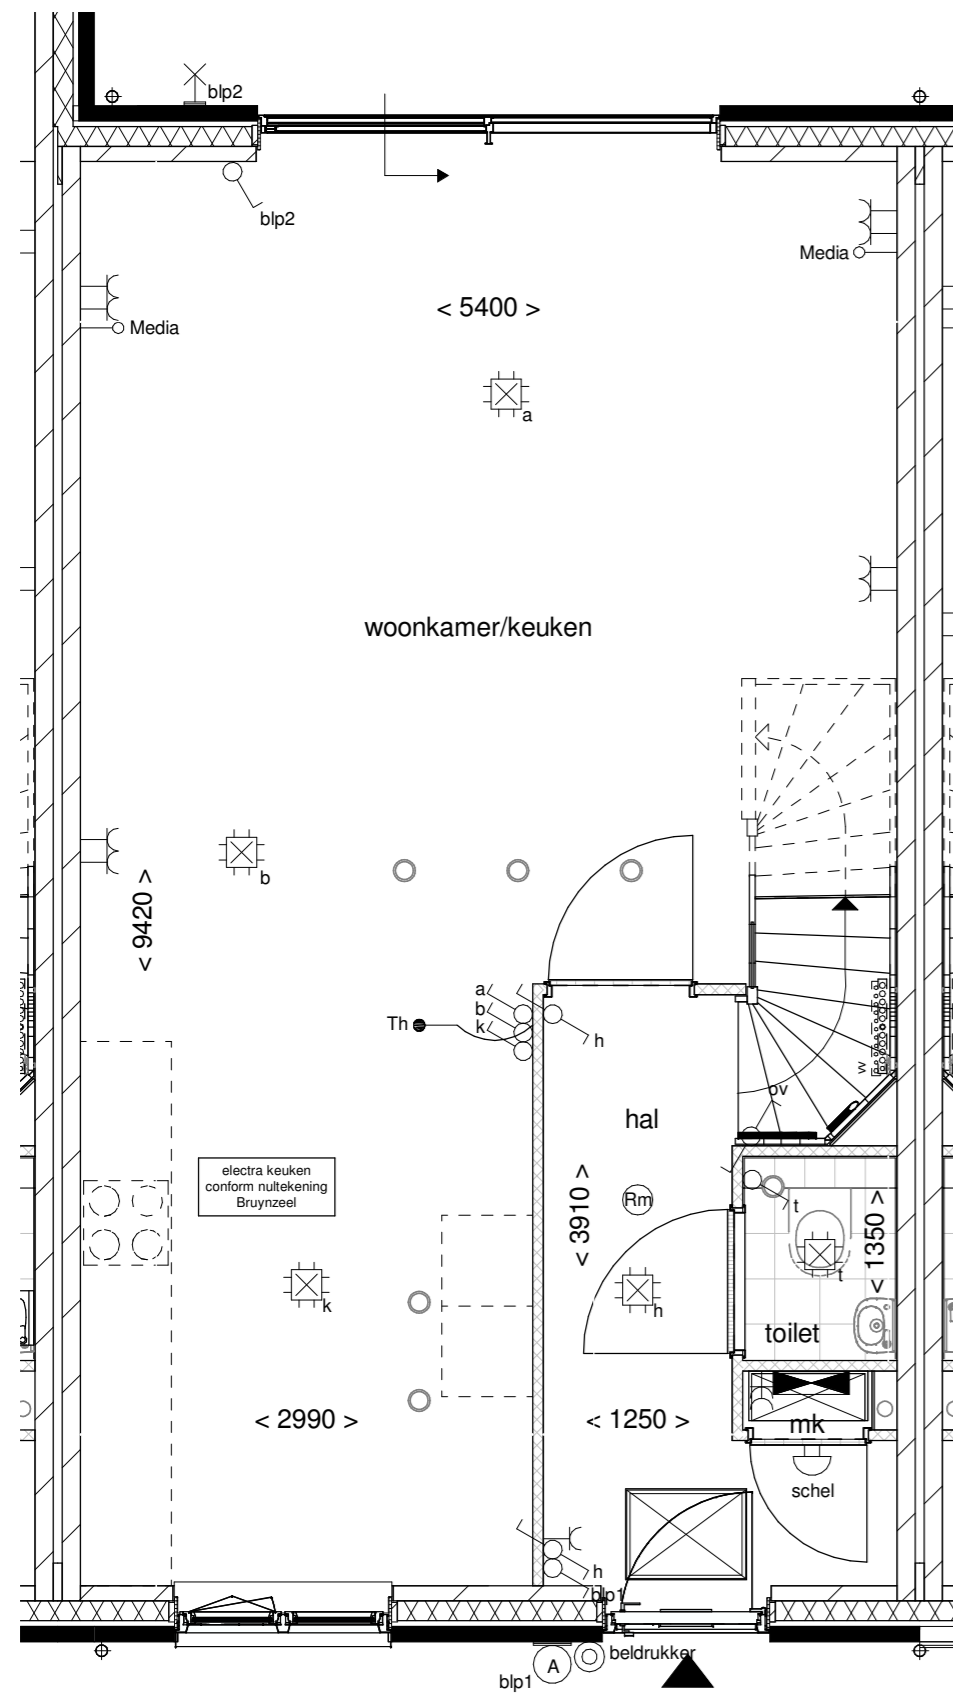 blp2
blp2
Media
< 5400 >
Media
a
woonkamer/keuken
b
< 9420 >
a
b
k
Th
h
hal
vv
ov
electra keuken
conform nultekening
Bruynzeel
Rm
< 3910 >
t
< 1350 >
t
k
h
toilet
< 2990 >
< 1250 >
mk
schel
h
blp1
beldrukker
A
blp1